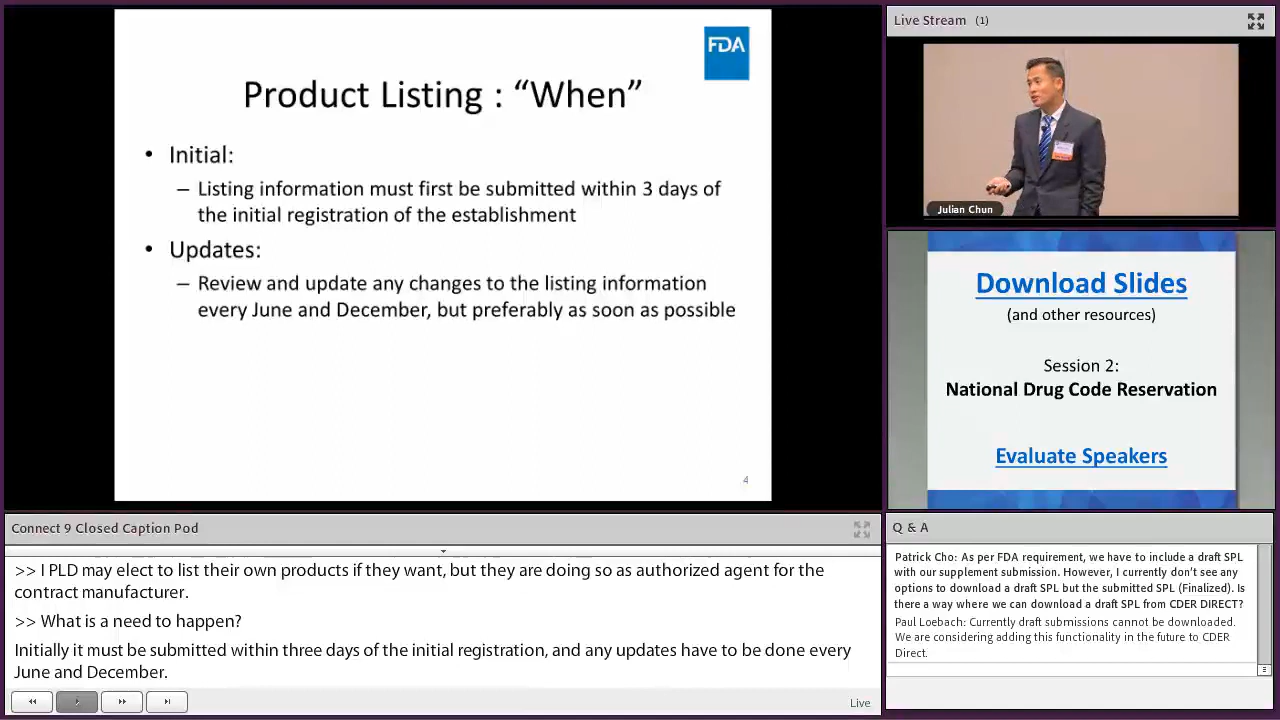 FDA
Product Listing : “When”
• Initial:
– Listing information must first be submitted within 3 days of
the initial registration of the establishment
• Updates:
– Review and update any changes to the listing information
every June and December, but preferably as soon as possible
4
Live Stream (1)
Julian Chun
Download Slides
(and other resources)
Session 2:
National Drug Code Reservation
Evaluate Speakers
Connect 9 Closed Caption Pod
>> I PLD may elect to list their own products if they want, but they are doing so as authorized agent for the
contract manufacturer.
>> What is a need to happen?
Initially it must be submitted within three days of the initial registration, and any updates have to be done every
June and December.
Live
Q & A
Patrick Cho: As per FDA requirement, we have to include a draft SPL
with our supplement submission. However, I currently don’t see any
options to download a draft SPL but the submitted SPL (Finalized). Is
there a way where we can download a draft SPL from CDER DIRECT?
Paul Loebach: Currently draft submissions cannot be downloaded.
We are considering adding this functionality in the future to CDER
Direct.